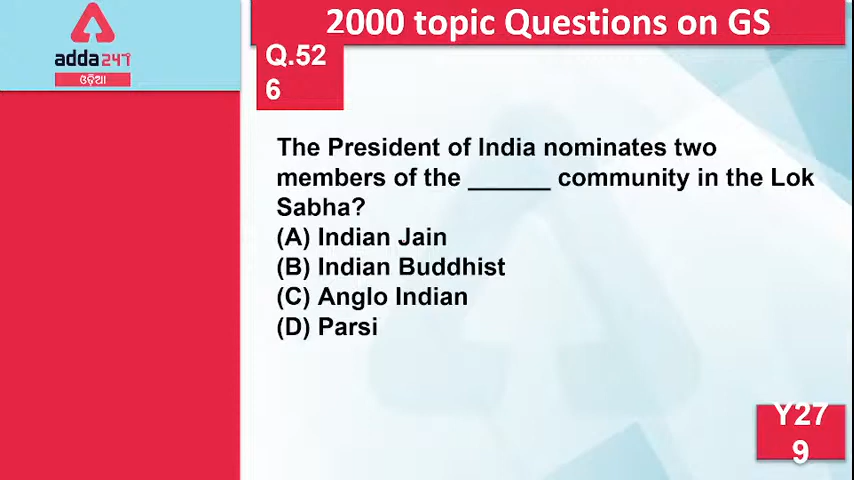 2000 topic Questions on GS
adda247
ଓଡ଼ିଆ
Q.52
6
The President of India nominates two
members of the ______ community in the Lok
Sabha?
(A) Indian Jain
(B) Indian Buddhist
(C) Anglo Indian
(D) Parsi
Y27
9